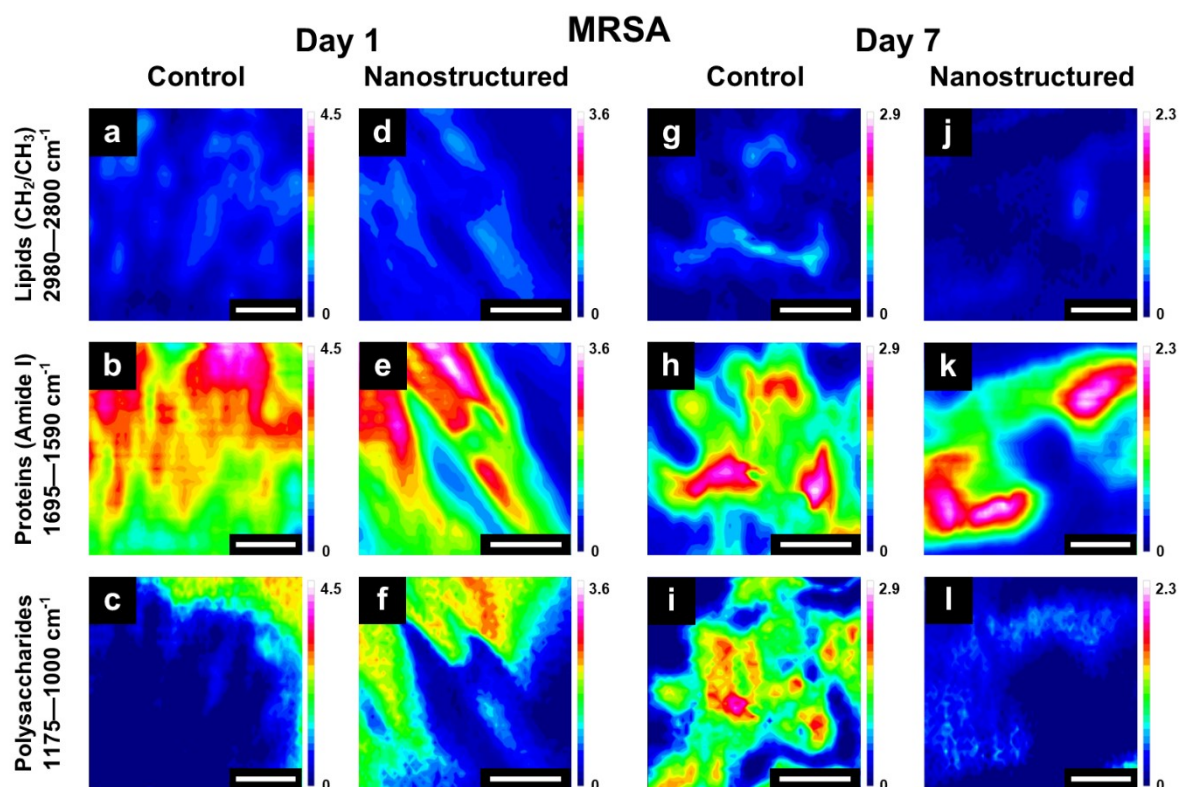 MRSA
Day 1 Day 7
Control Nanostructured Control Nanostructured
Lipids (CH₂/CH₃)
2980—2800 cm⁻¹
a 4.5 0 d 3.6 0 g 2.9 0 j 2.3 0
Proteins (Amide I)
1695—1590 cm⁻¹
b 4.5 0 e 3.6 0 h 2.9 0 k 2.3 0
Polysaccharides
1175—1000 cm⁻¹
c 4.5 0 f 3.6 0 i 2.9 0 l 2.3 0